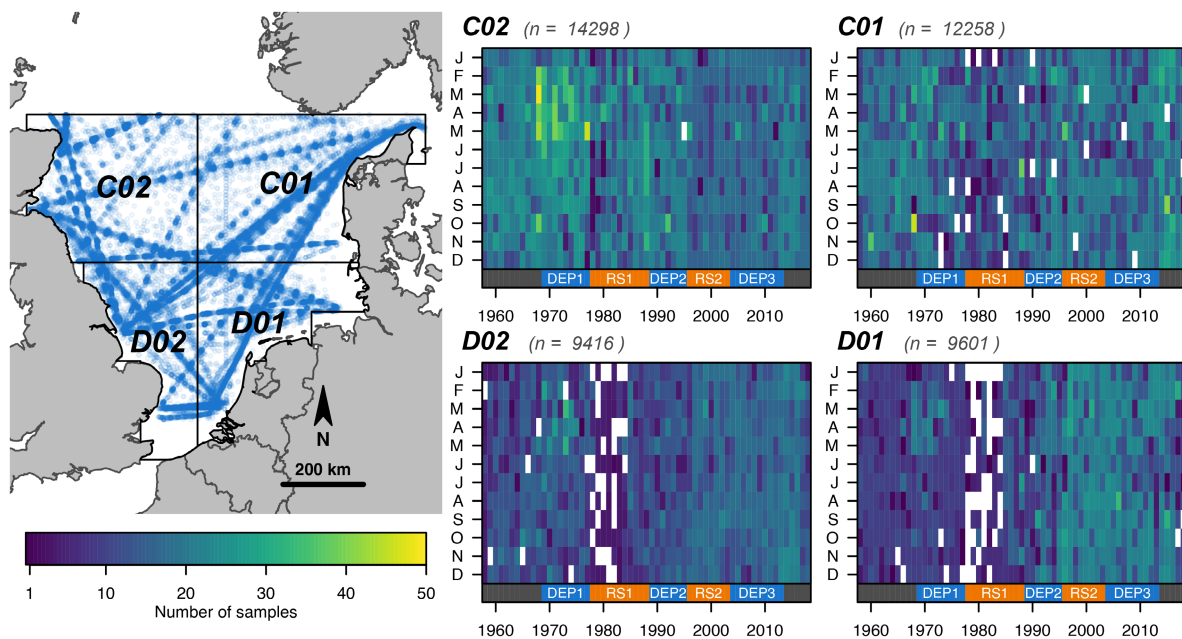 C02
C01
D02
D01
N
200 km
1 10 20 30 40 50
Number of samples
C02 (n = 14298 )
J
F
M
A
M
J
J
A
S
O
N
D
DEP1 RS1 DEP2 RS2 DEP3
1960 1970 1980 1990 2000 2010
C01 (n = 12258 )
J
F
M
A
M
J
J
A
S
O
N
D
DEP1 RS1 DEP2 RS2 DEP3
1960 1970 1980 1990 2000 2010
D02 (n = 9416 )
J
F
M
A
M
J
J
A
S
O
N
D
DEP1 RS1 DEP2 RS2 DEP3
1960 1970 1980 1990 2000 2010
D01 (n = 9601 )
J
F
M
A
M
J
J
A
S
O
N
D
DEP1 RS1 DEP2 RS2 DEP3
1960 1970 1980 1990 2000 2010